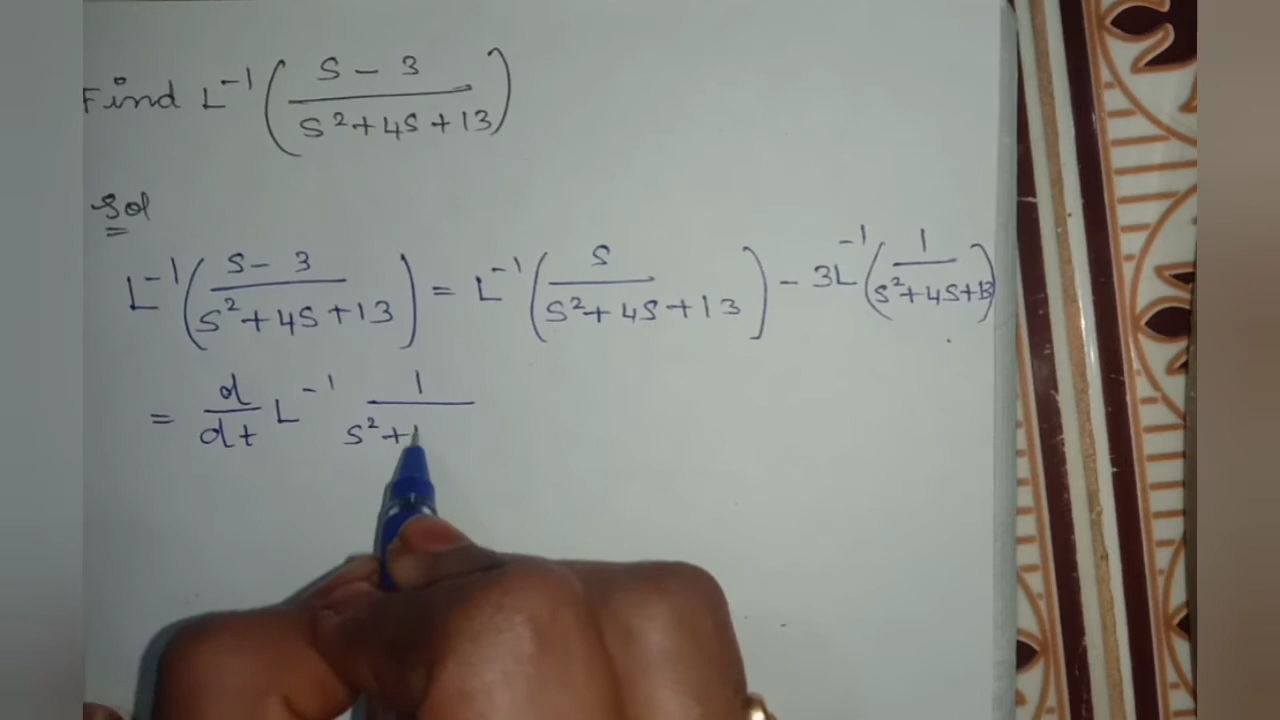 Find L⁻¹ ( (S - 3) / (S² + 4S + 13) )
Sol
L⁻¹ ( (S - 3) / (S² + 4S + 13) ) = L⁻¹ ( S / (S² + 4S + 13) ) - 3L⁻¹ ( 1 / (S² + 4S + 13) )
= d/dt L⁻¹ 1 / (S² +